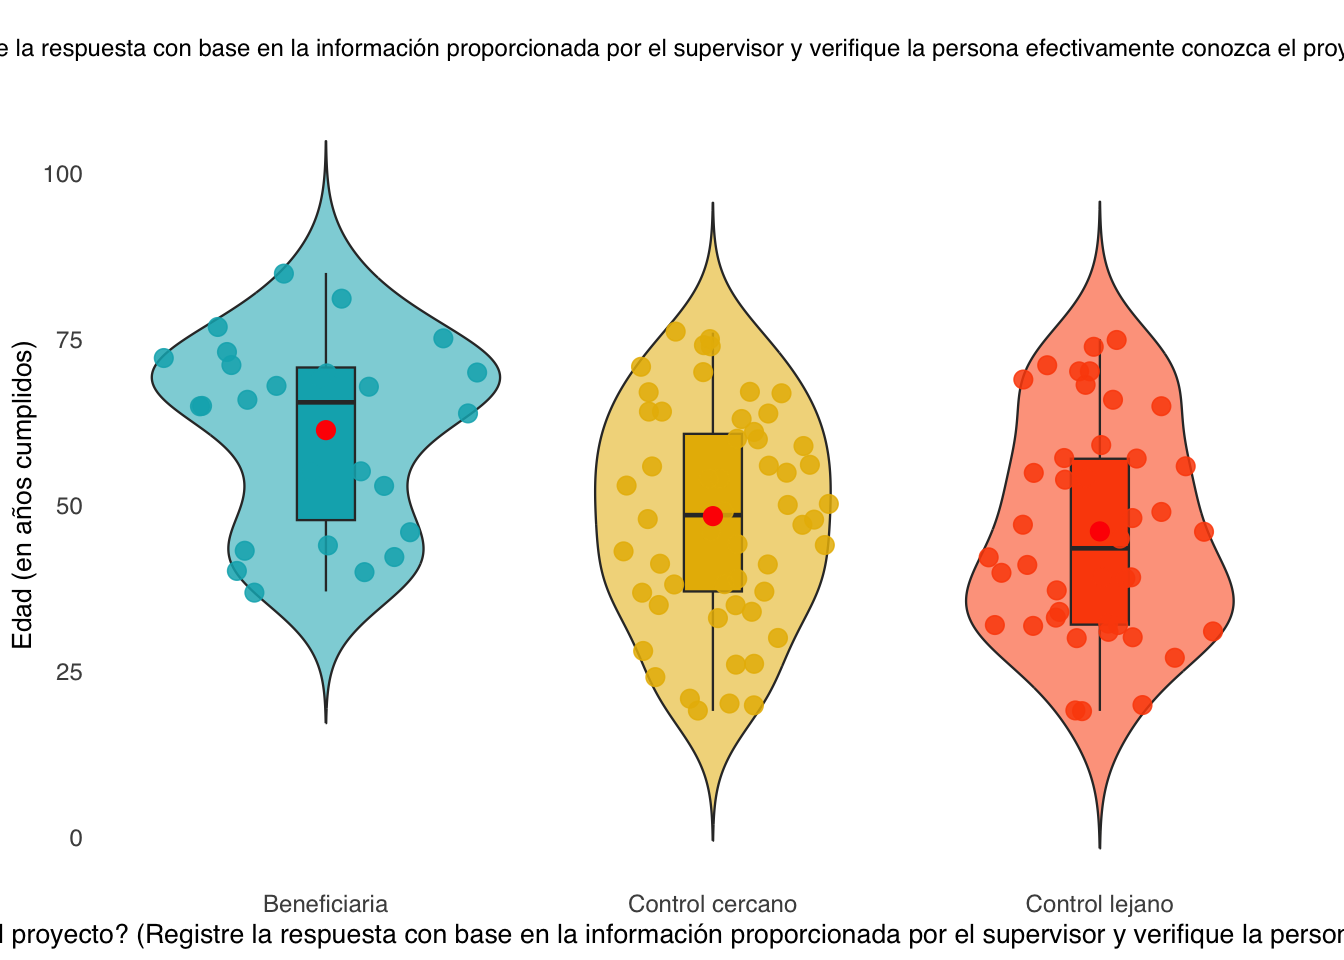 e la respuesta con base en la información proporcionada por el supervisor y verifique la persona efectivamente conozca el proy
100
75
50
25
0
Edad (en años cumplidos)
Beneficiaria
Control cercano
Control lejano
l proyecto? (Registre la respuesta con base en la información proporcionada por el supervisor y verifique la person